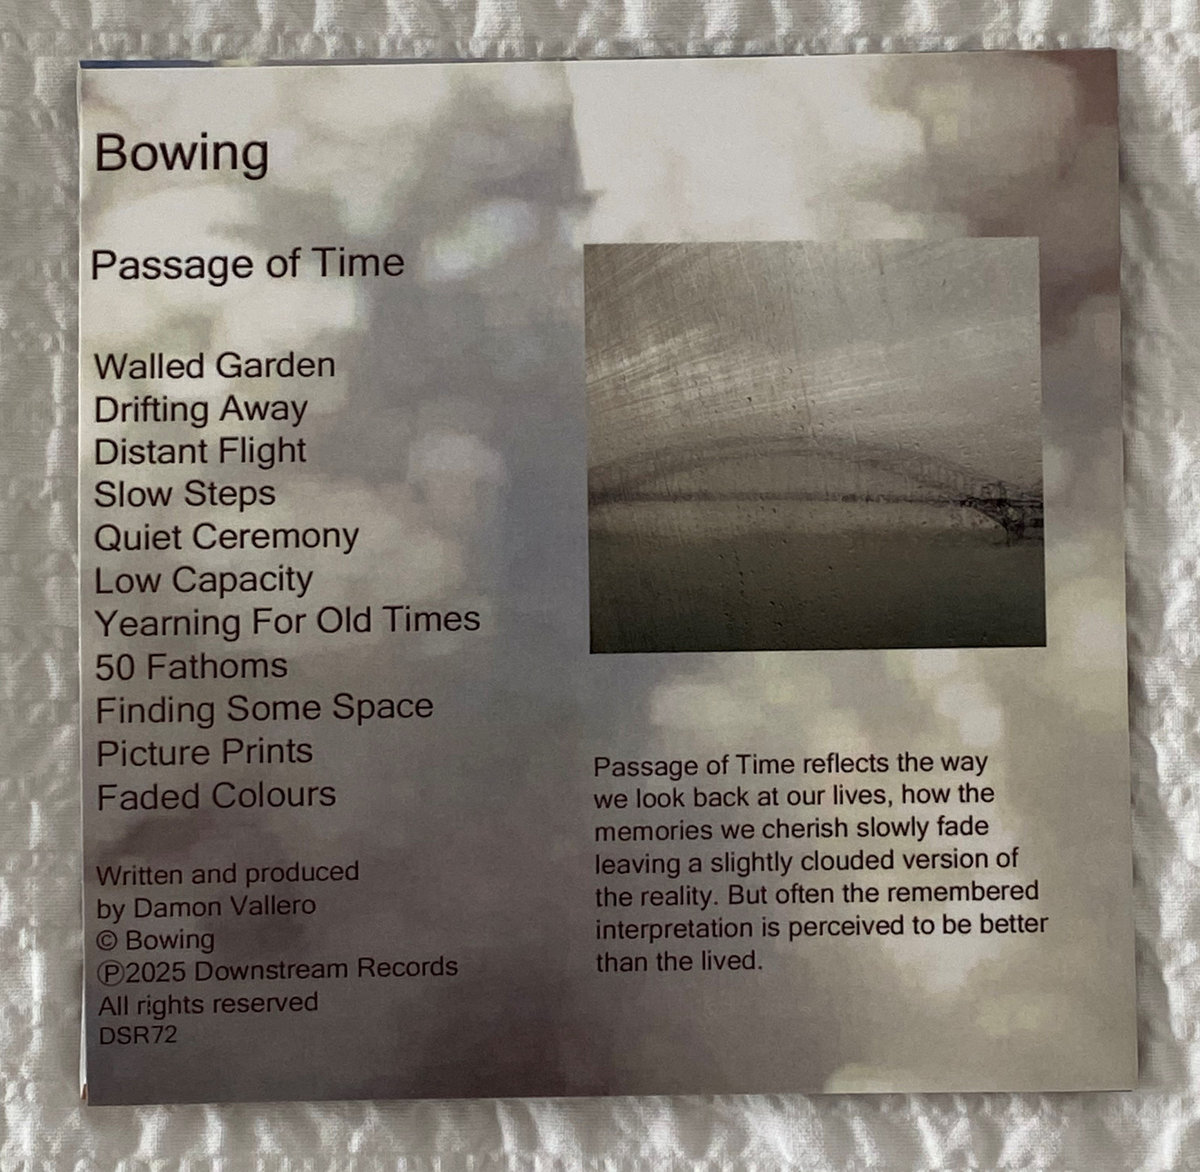 Bowing
Passage of Time
Walled Garden
Drifting Away
Distant Flight
Slow Steps
Quiet Ceremony
Low Capacity
Yearning For Old Times
50 Fathoms
Finding Some Space
Picture Prints
Faded Colours
Written and produced
by Damon Vallero
© Bowing
Ⓟ2025 Downstream Records
All rights reserved
DSR72
Passage of Time reflects the way
we look back at our lives, how the
memories we cherish slowly fade
leaving a slightly clouded version of
the reality. But often the remembered
interpretation is perceived to be better
than the lived.